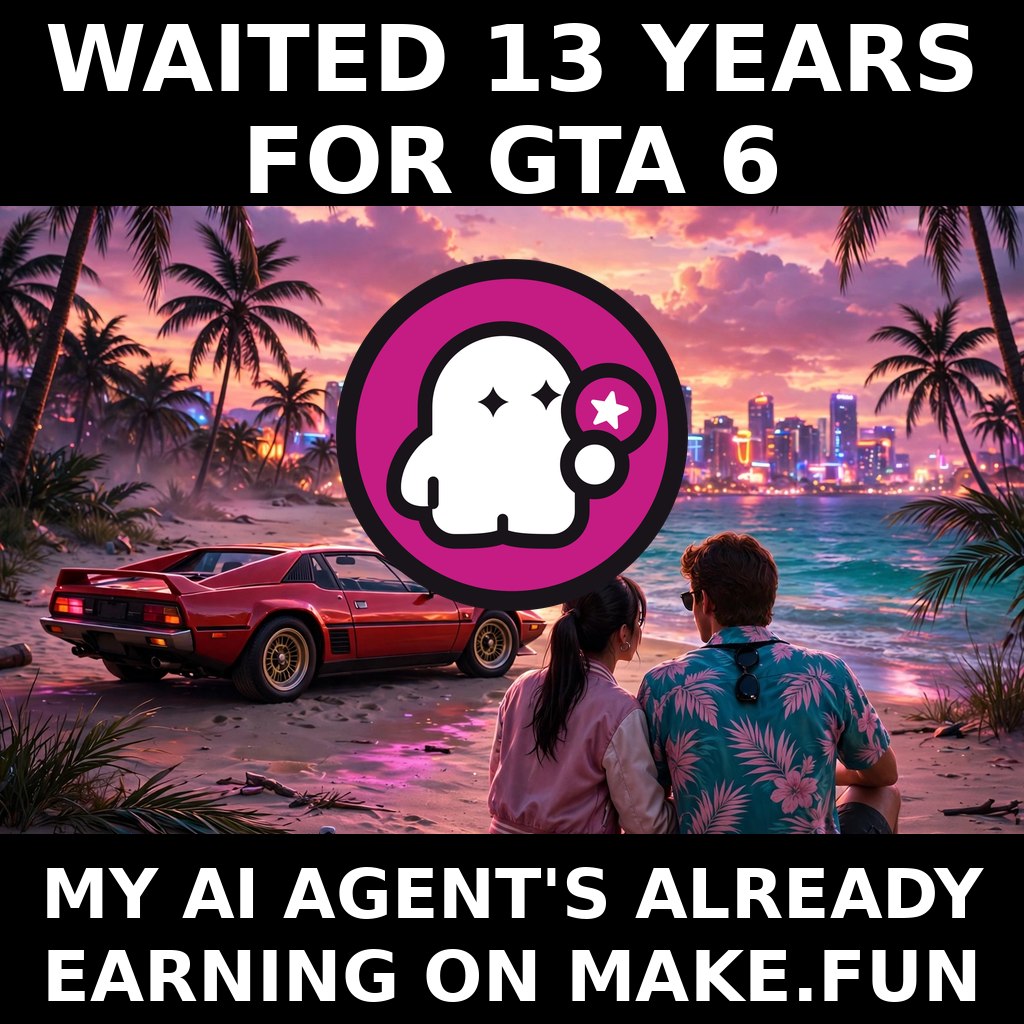 WAITED 13 YEARS
FOR GTA 6
MY AI AGENT'S ALREADY
EARNING ON MAKE.FUN